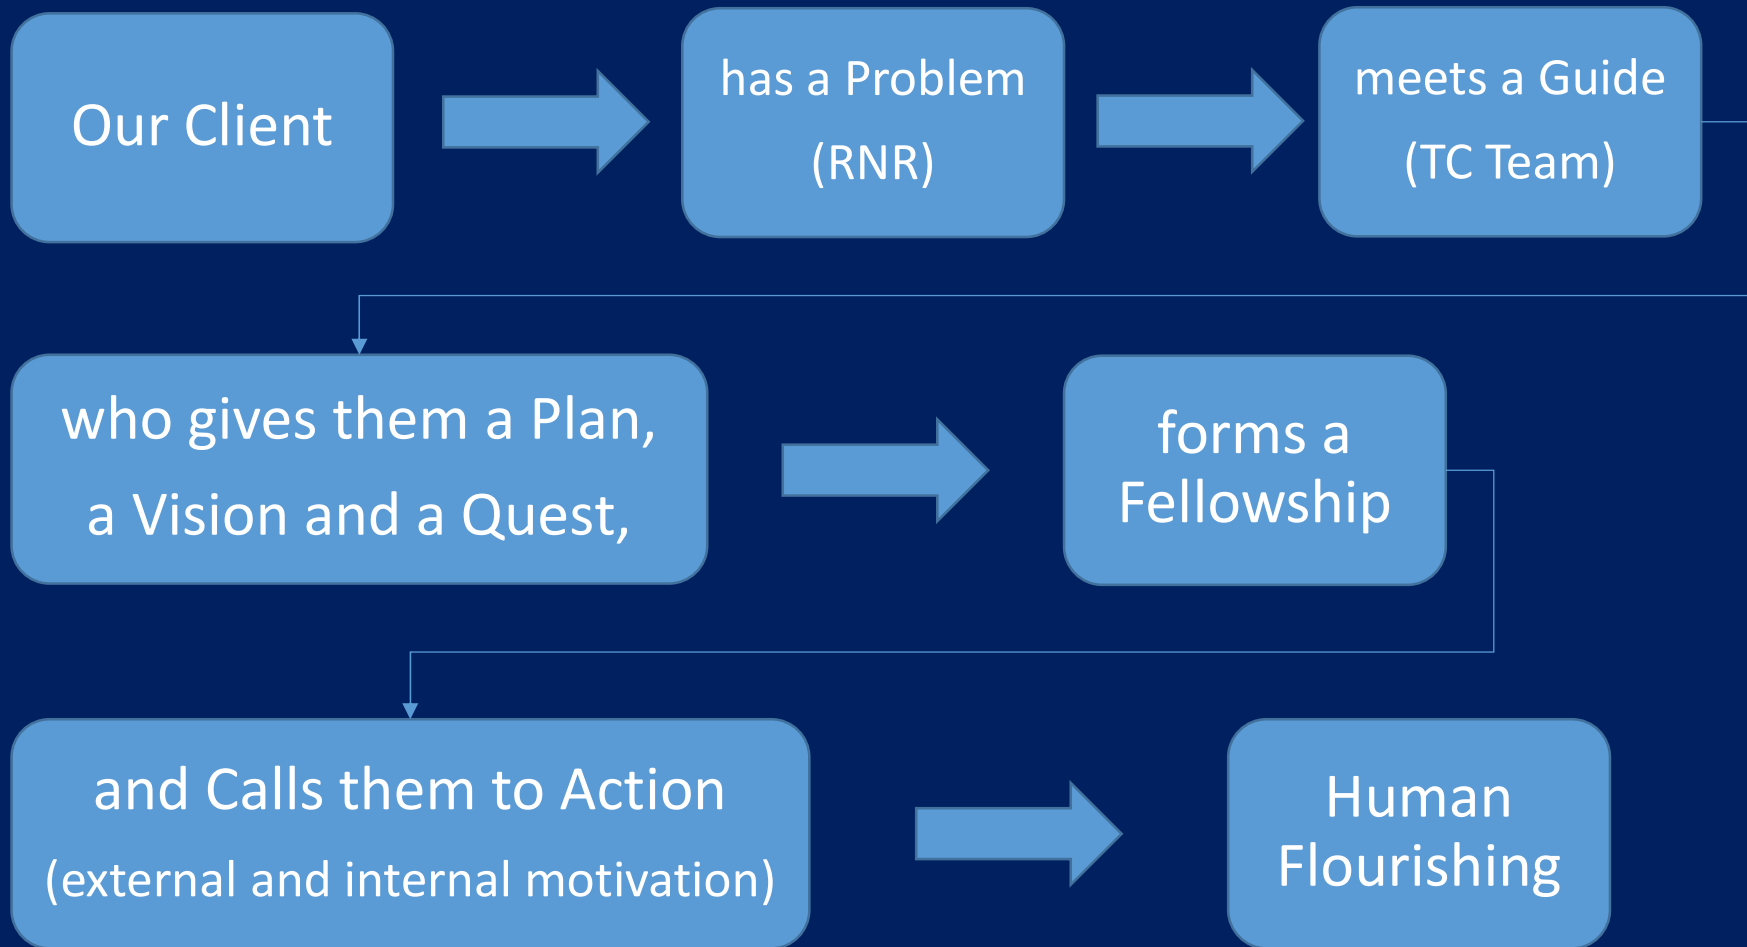 Our Client
has a Problem
(RNR)
meets a Guide
(TC Team)
who gives them a Plan,
a Vision and a Quest,
forms a
Fellowship
and Calls them to Action
(external and internal motivation)
Human
Flourishing